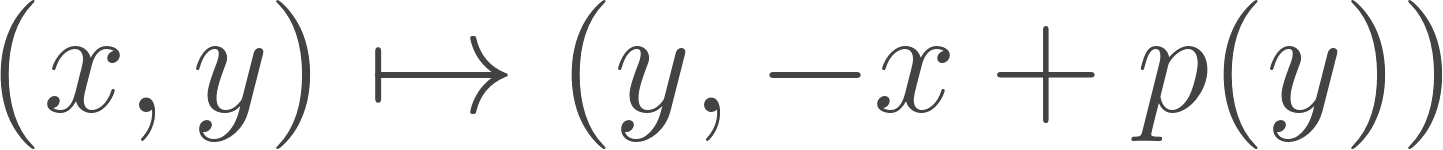 (x, y) ↦ (y, −x + p(y))